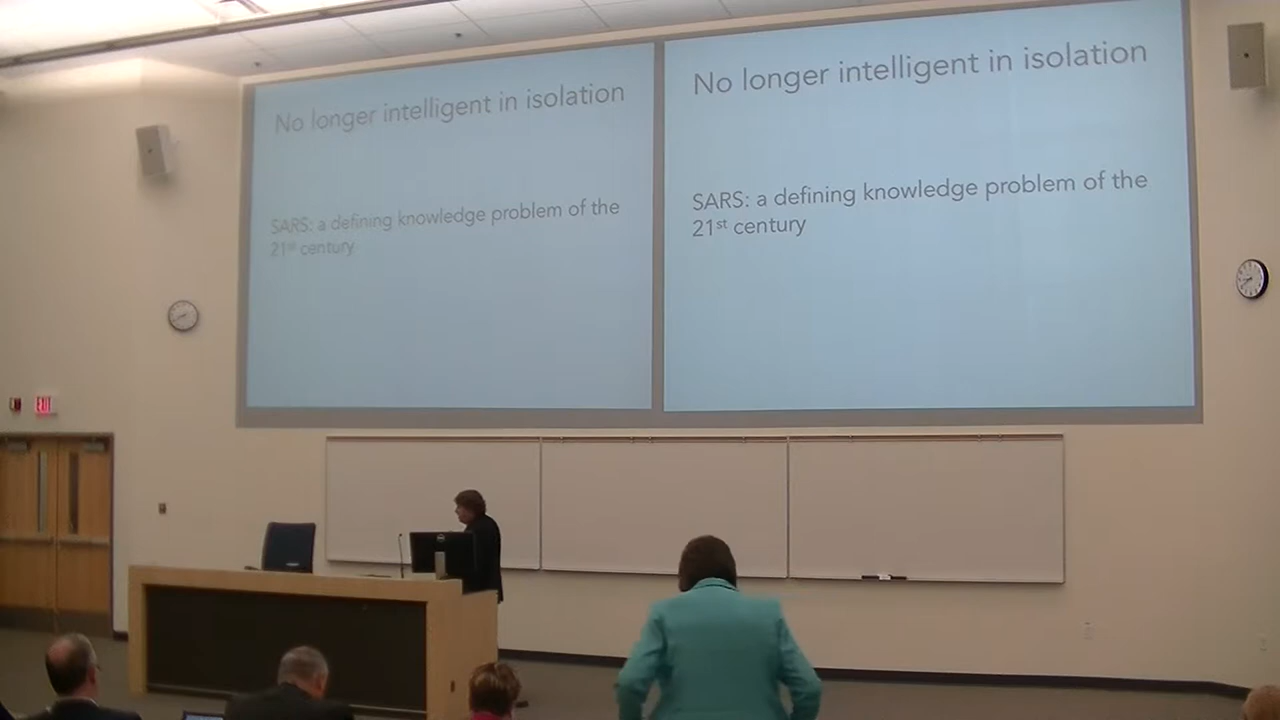 No longer intelligent in isolation
SARS: a defining knowledge problem of the
21st century
No longer intelligent in isolation
SARS: a defining knowledge problem of the
21st century
EXIT